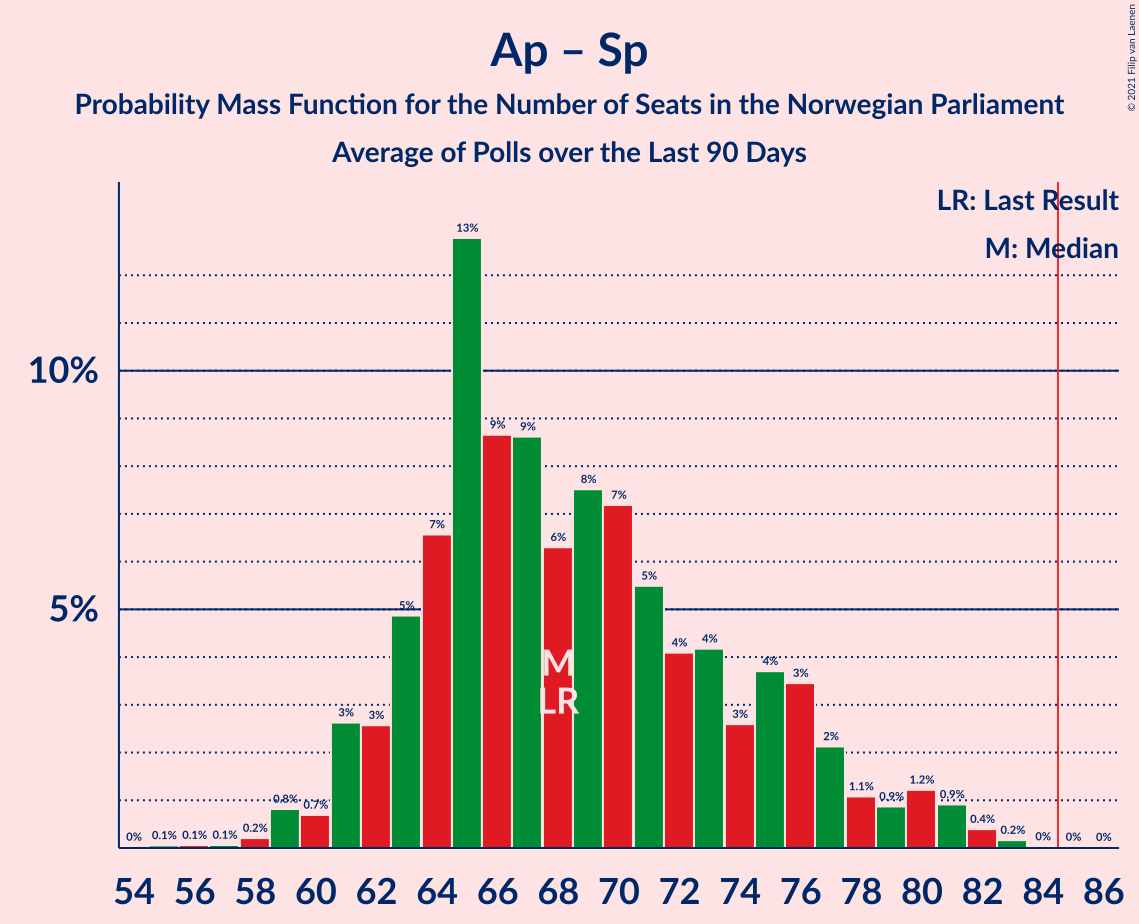 Ap – Sp
Probability Mass Function for the Number of Seats in the Norwegian Parliament
Average of Polls over the Last 90 Days
© 2021 Filip van Laenen
LR: Last Result
M: Median
13%
10%
9% 9%
8%
7% 7%
6%
5%
5% 5%
4% 4% 4%
M
LR
3% 3% 3% 3%
2%
0% 0.1% 0.1% 0.1% 0.2% 0.8% 0.7% 1.1% 0.9% 1.2% 0.9% 0.4% 0.2% 0% 0% 0%
54 56 58 60 62 64 66 68 70 72 74 76 78 80 82 84 86